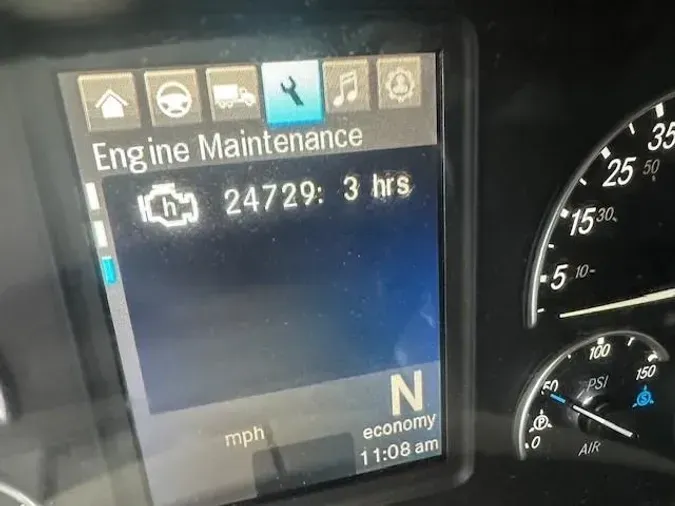 Engine Maintenance
h 24729: 3 hrs
N
mph
economy
11:08 am
35
50
25
30
15
10
5
100
50
150
PSI
S
P
0
AIR